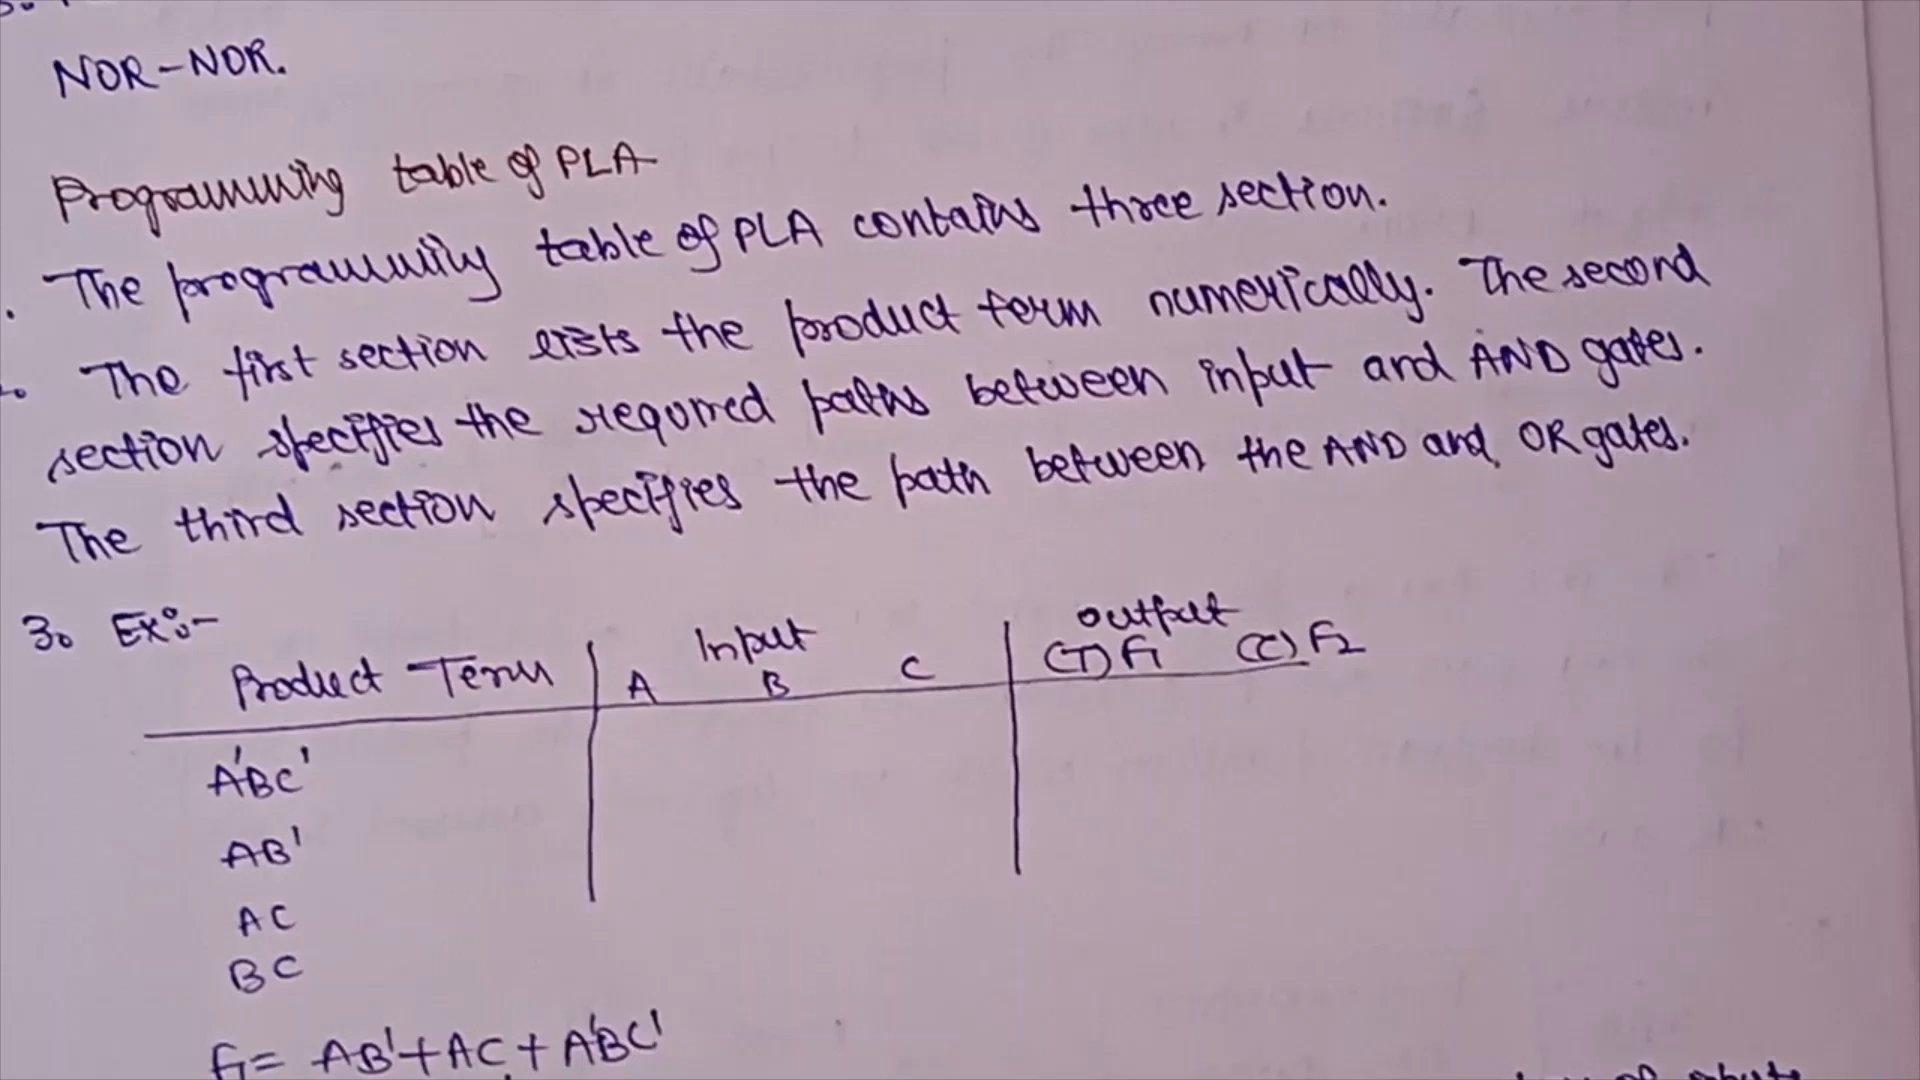 NOR-NOR.
Programming table of PLA
. The programming table of PLA contains three section.
The first section lists the product term numerically. The second
section specifies the required paths between input and AND gates.
The third section specifies the path between the AND and OR gates.
3. Ex:-
Product Term Input Output
A B C (T) F1 (C) F2
A'BC'
AB'
AC
BC
F1= AB'+AC+A'BC'